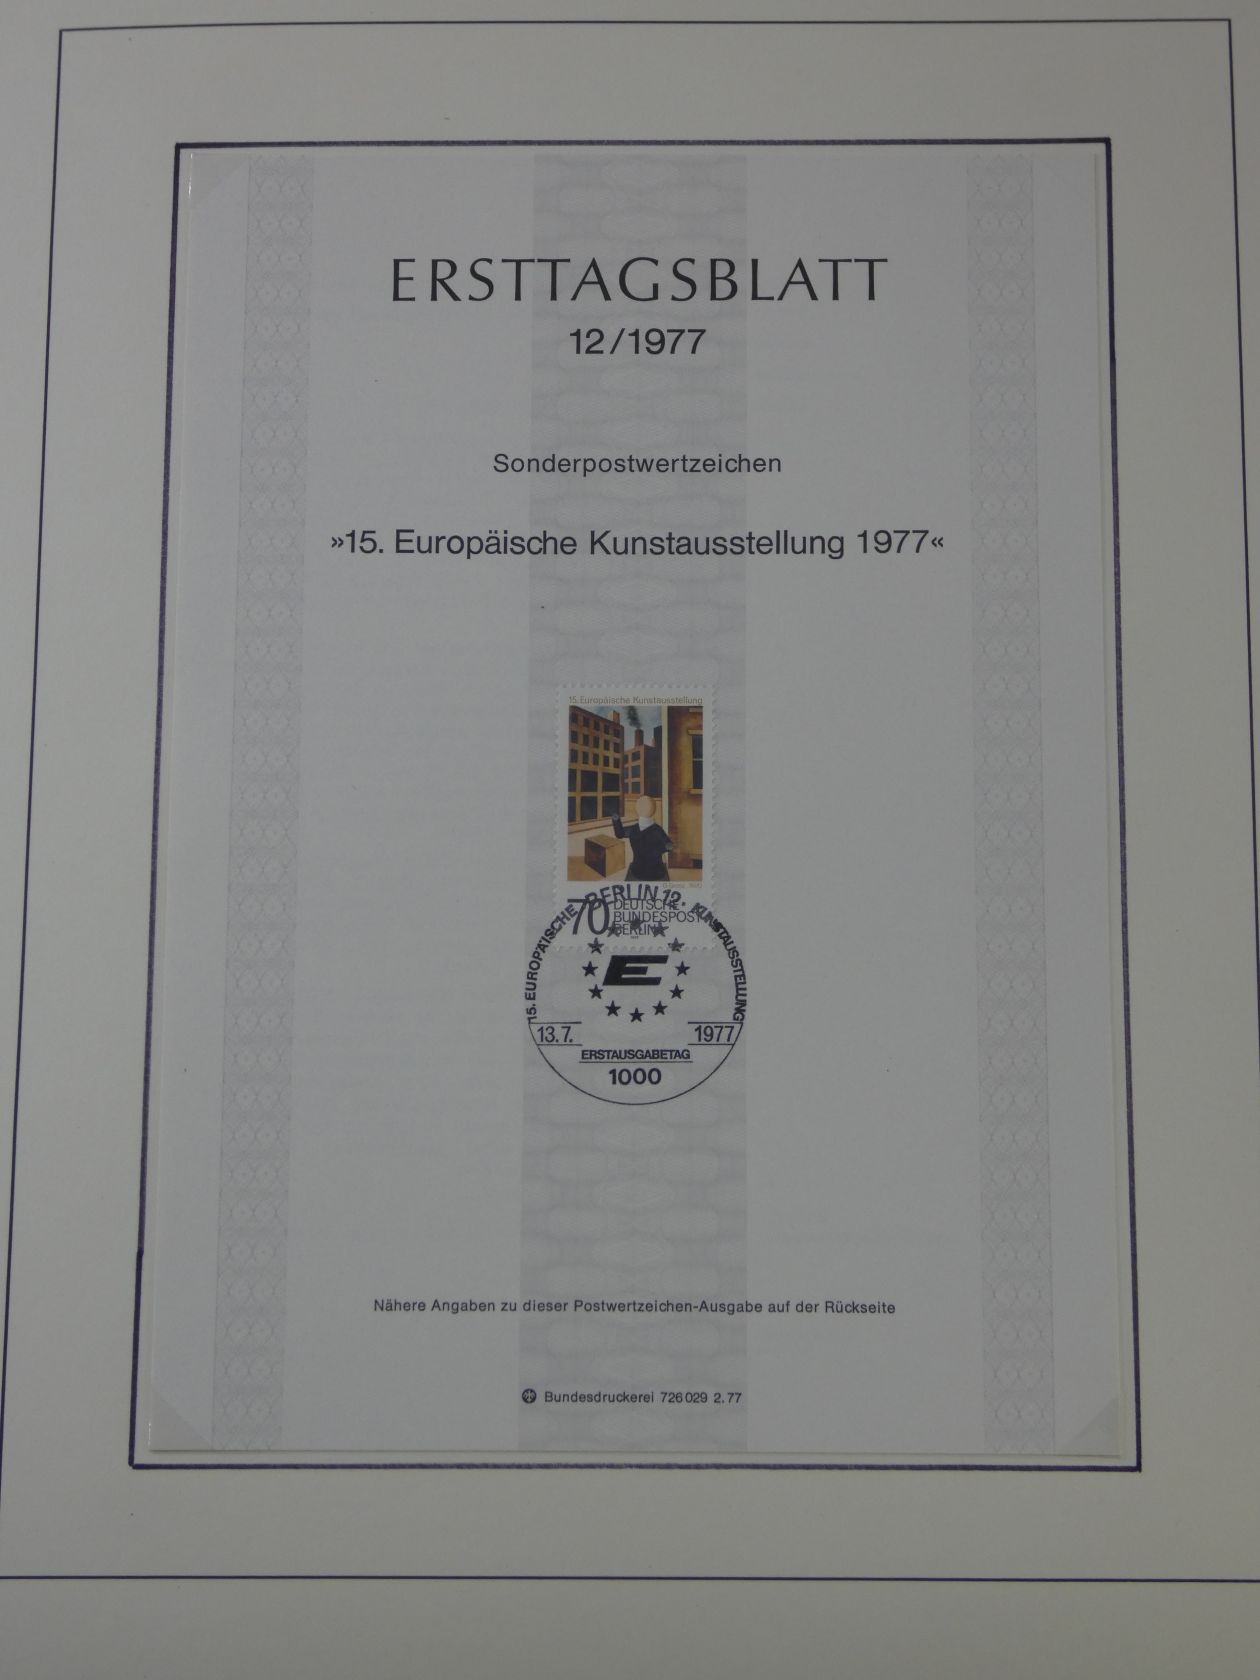 ERSTTAGSBLATT
12/1977
Sonderpostwertzeichen
»15. Europäische Kunstausstellung 1977«
15. Europäische Kunstausstellung
70
DEUTSCHE
BUNDESPOST
BERLIN
BERLIN 12
15. EUROPÄISCHE KUNSTAUSSTELLUNG
E
13.7. 1977
ERSTAUSGABETAG
1000
Nähere Angaben zu dieser Postwertzeichen-Ausgabe auf der Rückseite
Bundesdruckerei 726029 2.77